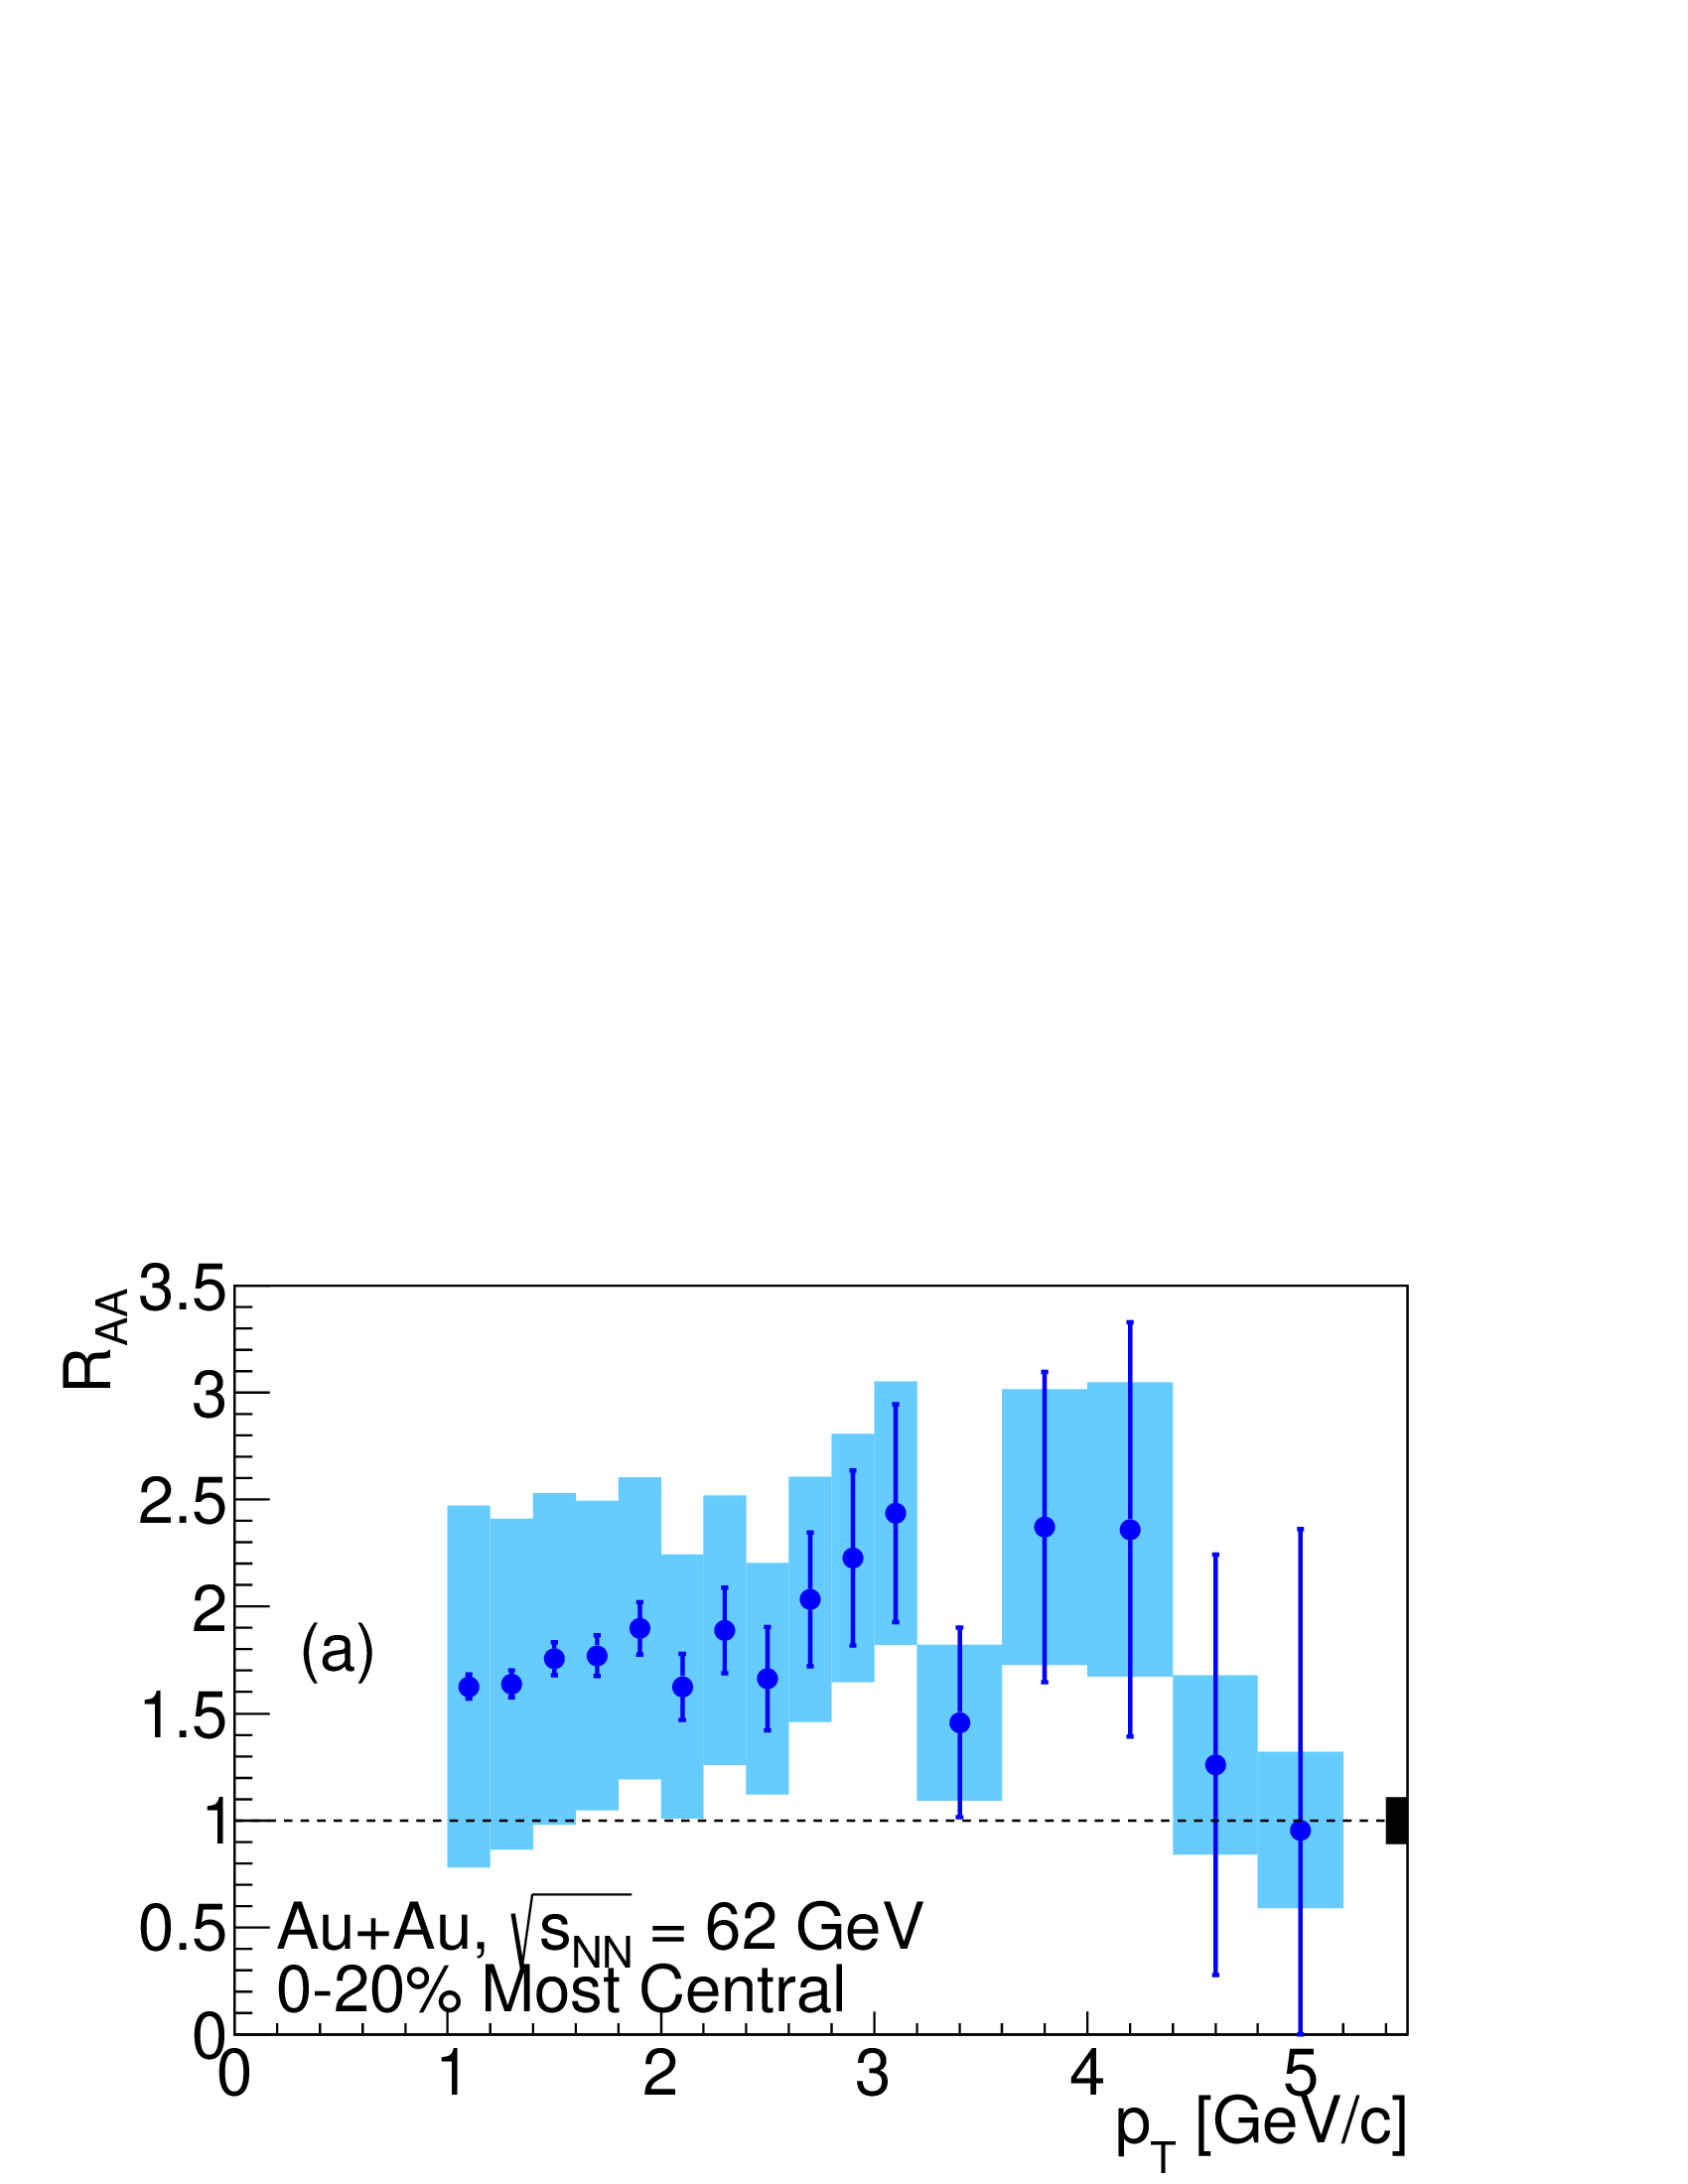 R_AA
3.5
3
2.5
2
1.5
1
0.5
0
(a)
Au+Au, √s_NN = 62 GeV
0-20% Most Central
0 1 2 3 4 5
p_T [GeV/c]